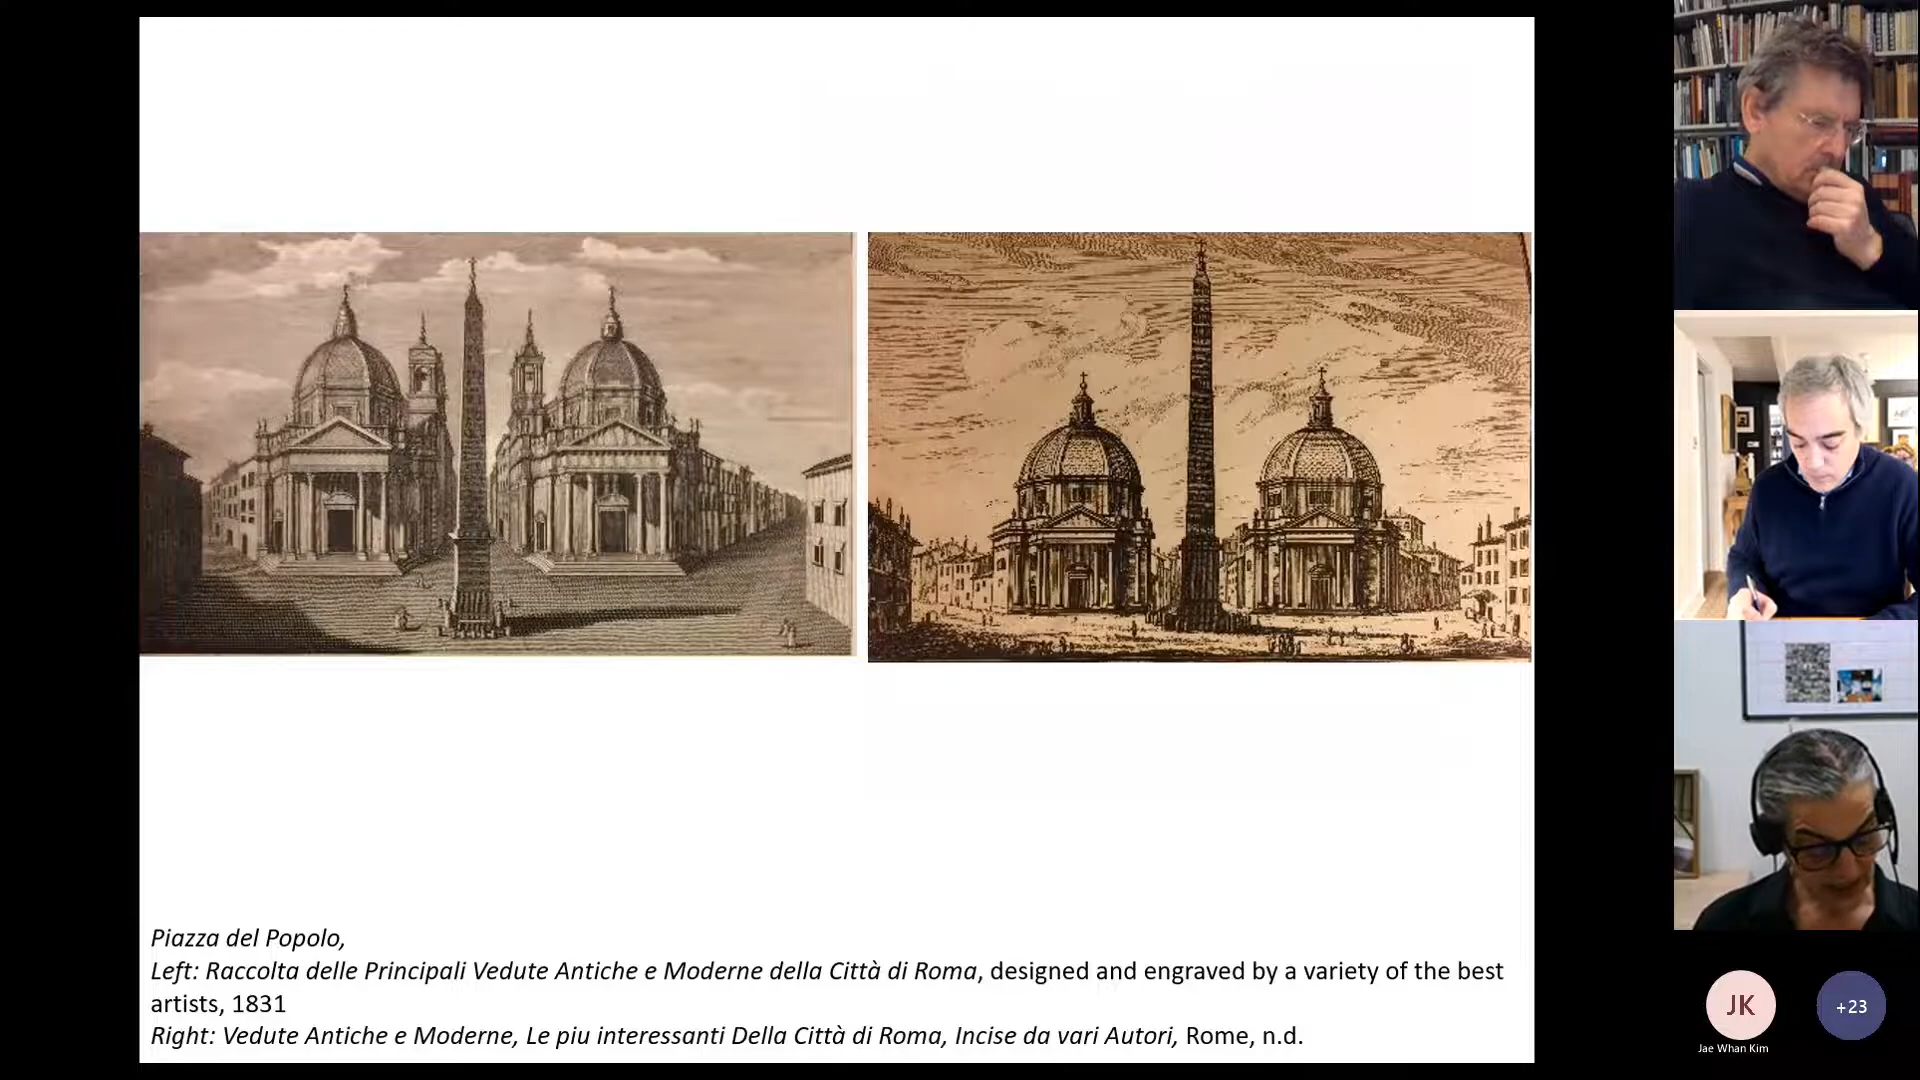 Piazza del Popolo,
Left: Raccolta delle Principali Vedute Antiche e Moderne della Città di Roma, designed and engraved by a variety of the best
artists, 1831
Right: Vedute Antiche e Moderne, Le piu interessanti Della Città di Roma, Incise da vari Autori, Rome, n.d.
JK
+23
Jae Whan Kim